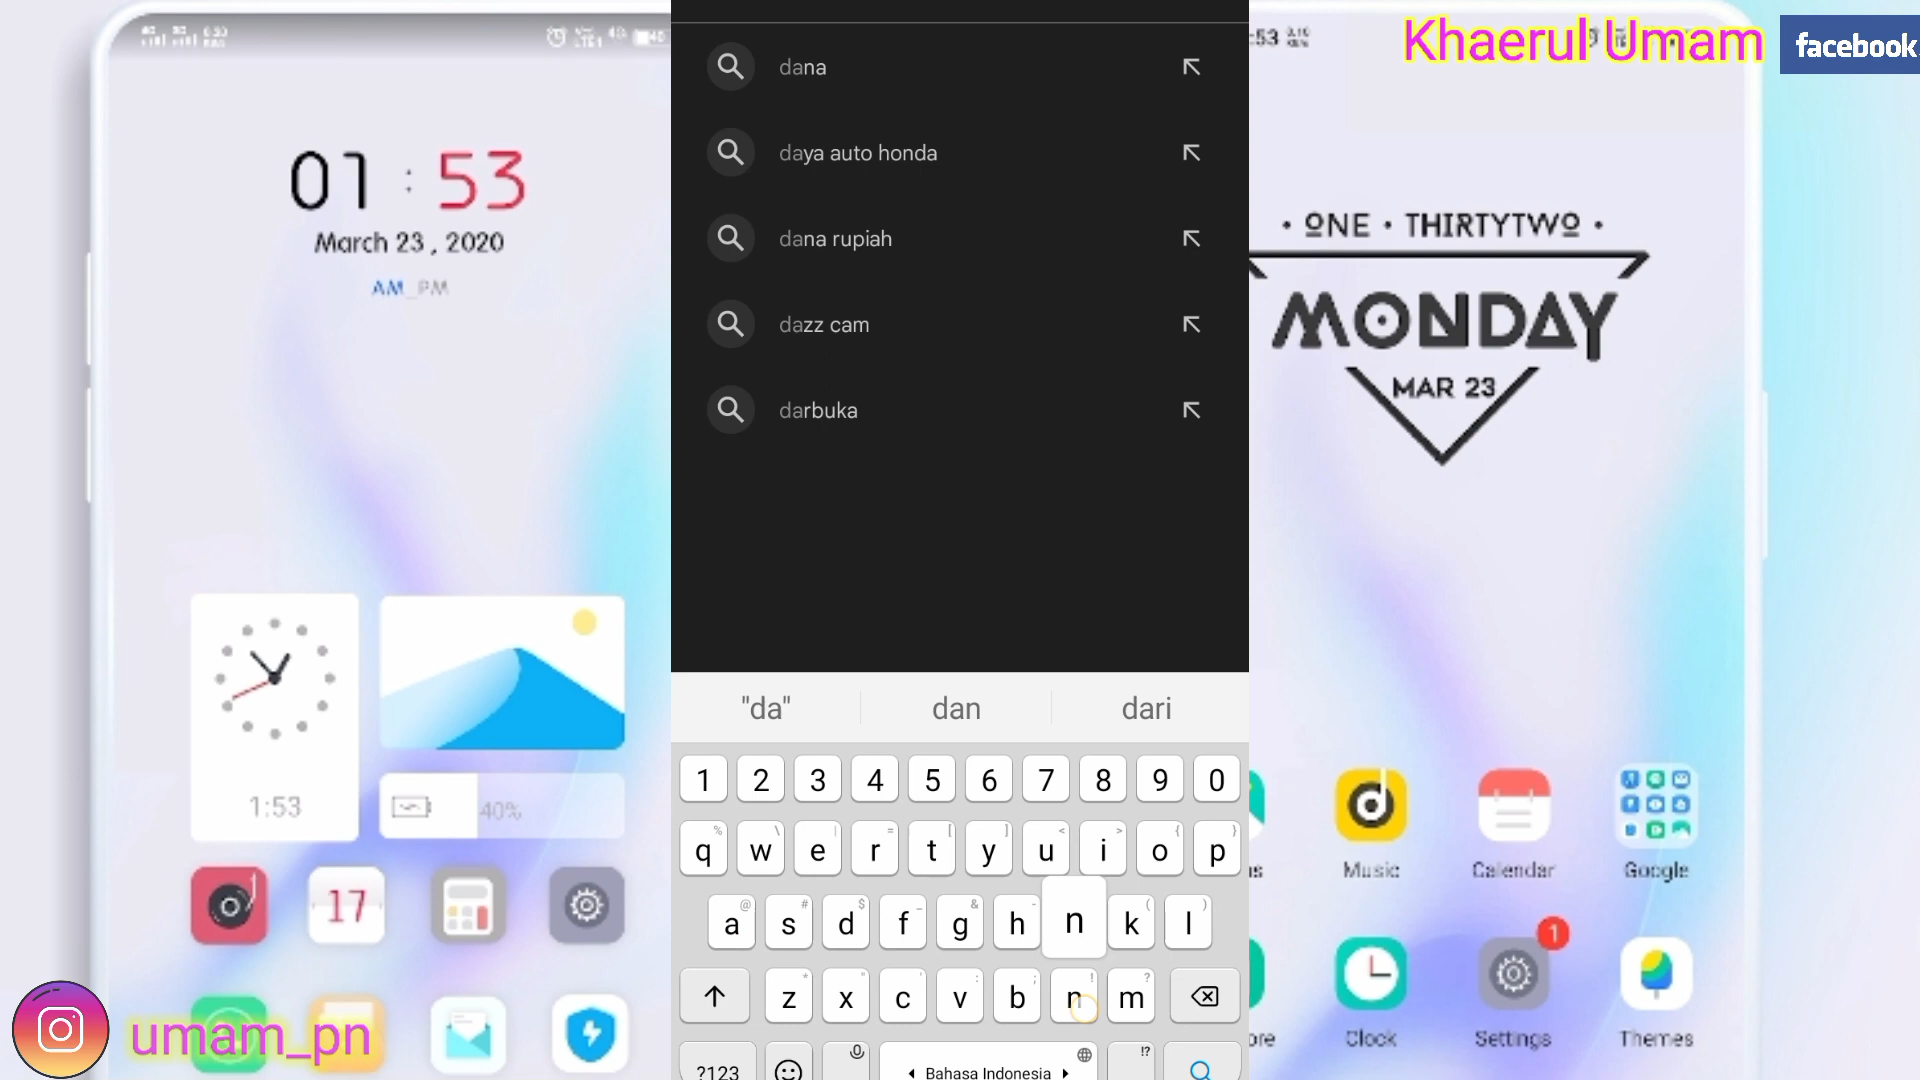 01 : 53
March 23 , 2020
AM_PM
1:53
40%
17
umam_pn
dana
daya auto honda
dana rupiah
dazz cam
darbuka
"da" dan dari
1 2 3 4 5 6 7 8 9 0
q w e r t y u i o p
a s d f g h n k l
z x c v b n m
?123 Bahasa Indonesia !?
:53
Khaerul Umam
facebook
• ONE • THIRTYTWO •
MONDAY
MAR 23
Music Calendar Google
1
Clock Settings Themes